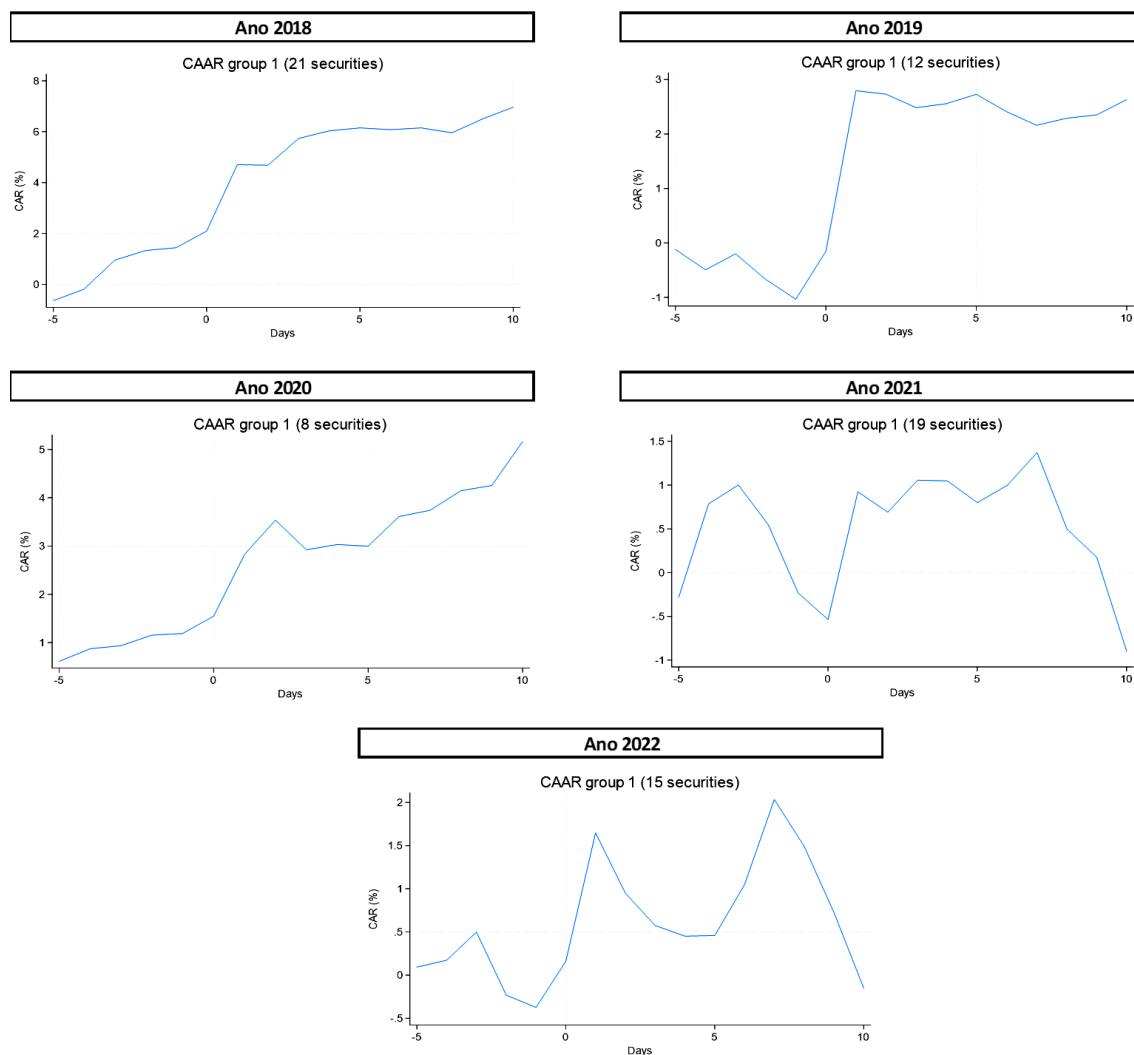 Ano 2018
CAAR group 1 (21 securities)
8
6
4
2
0
CAR (%)
-5
0
5
10
Days
Ano 2019
CAAR group 1 (12 securities)
3
2
1
0
-1
CAR (%)
-5
0
5
10
Days
Ano 2020
CAAR group 1 (8 securities)
5
4
3
2
1
CAR (%)
-5
0
5
10
Days
Ano 2021
CAAR group 1 (19 securities)
1.5
1
.5
0
-.5
-1
CAR (%)
-5
0
5
10
Days
Ano 2022
CAAR group 1 (15 securities)
2
1.5
1
.5
0
-.5
CAR (%)
-5
0
5
10
Days